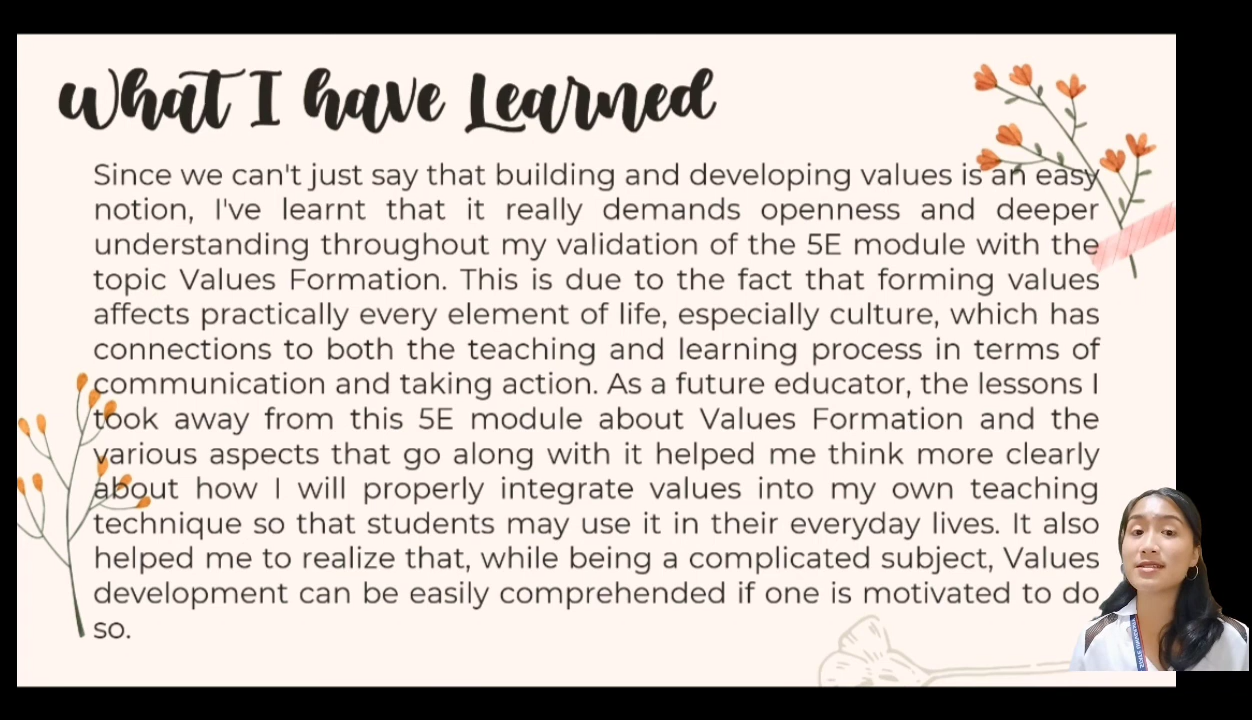 What I have Learned
Since we can't just say that building and developing values is an easy
notion, I've learnt that it really demands openness and deeper
understanding throughout my validation of the 5E module with the
topic Values Formation. This is due to the fact that forming values
affects practically every element of life, especially culture, which has
connections to both the teaching and learning process in terms of
communication and taking action. As a future educator, the lessons I
took away from this 5E module about Values Formation and the
various aspects that go along with it helped me think more clearly
about how I will properly integrate values into my own teaching
technique so that students may use it in their everyday lives. It also
helped me to realize that, while being a complicated subject, Values
development can be easily comprehended if one is motivated to do
so.